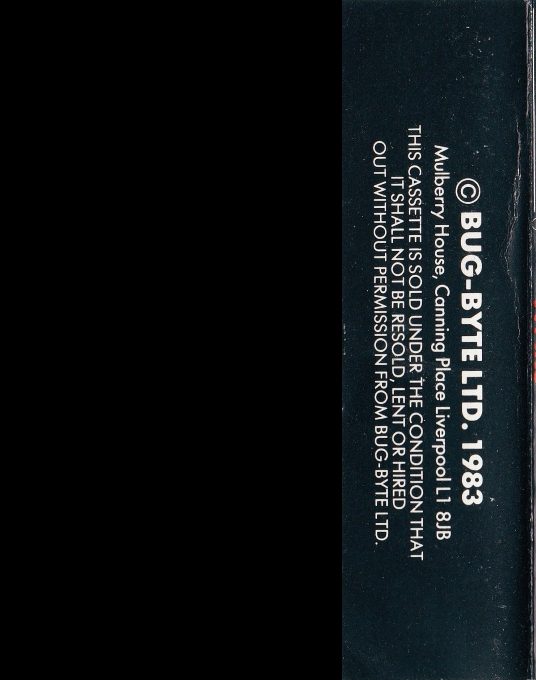 © BUG-BYTE LTD. 1983
Mulberry House, Canning Place Liverpool L1 8JB
THIS CASSETTE IS SOLD UNDER THE CONDITION THAT
IT SHALL NOT BE RESOLD, LENT OR HIRED
OUT WITHOUT PERMISSION FROM BUG-BYTE LTD.